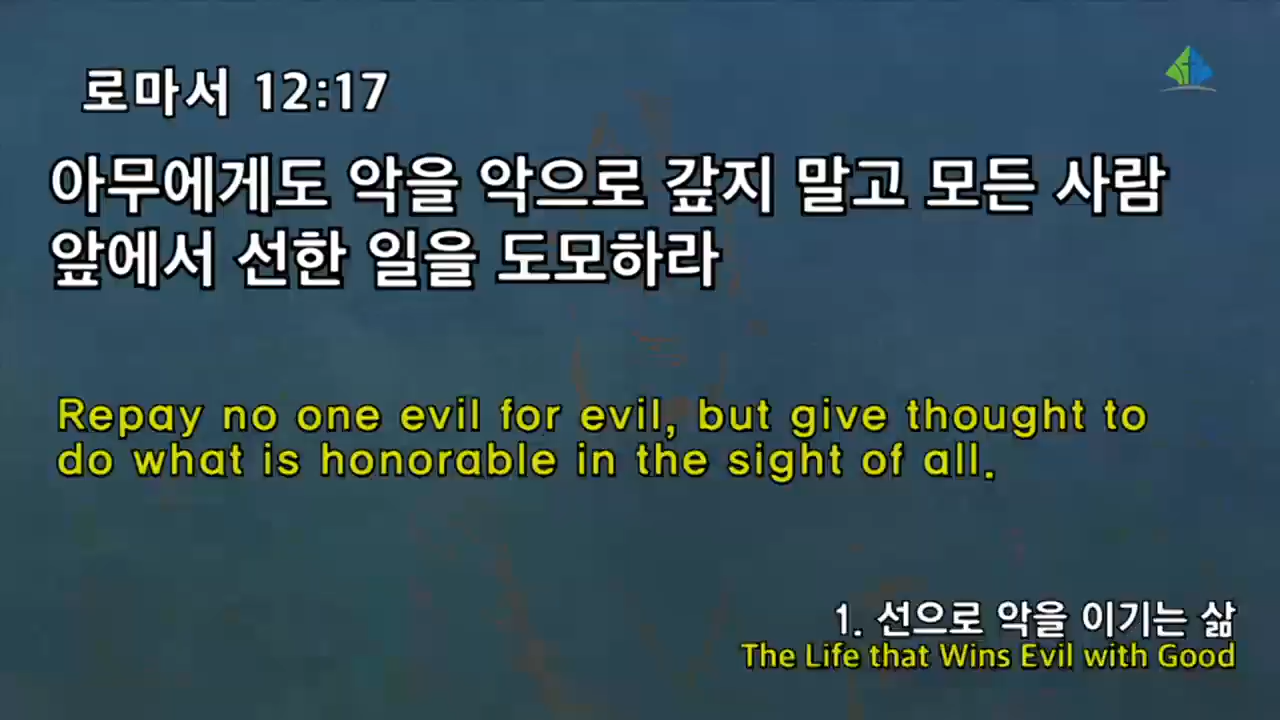 로마서 12:17
아무에게도 악을 악으로 갚지 말고 모든 사람
앞에서 선한 일을 도모하라
Repay no one evil for evil, but give thought to
do what is honorable in the sight of all.
1. 선으로 악을 이기는 삶
The Life that Wins Evil with Good